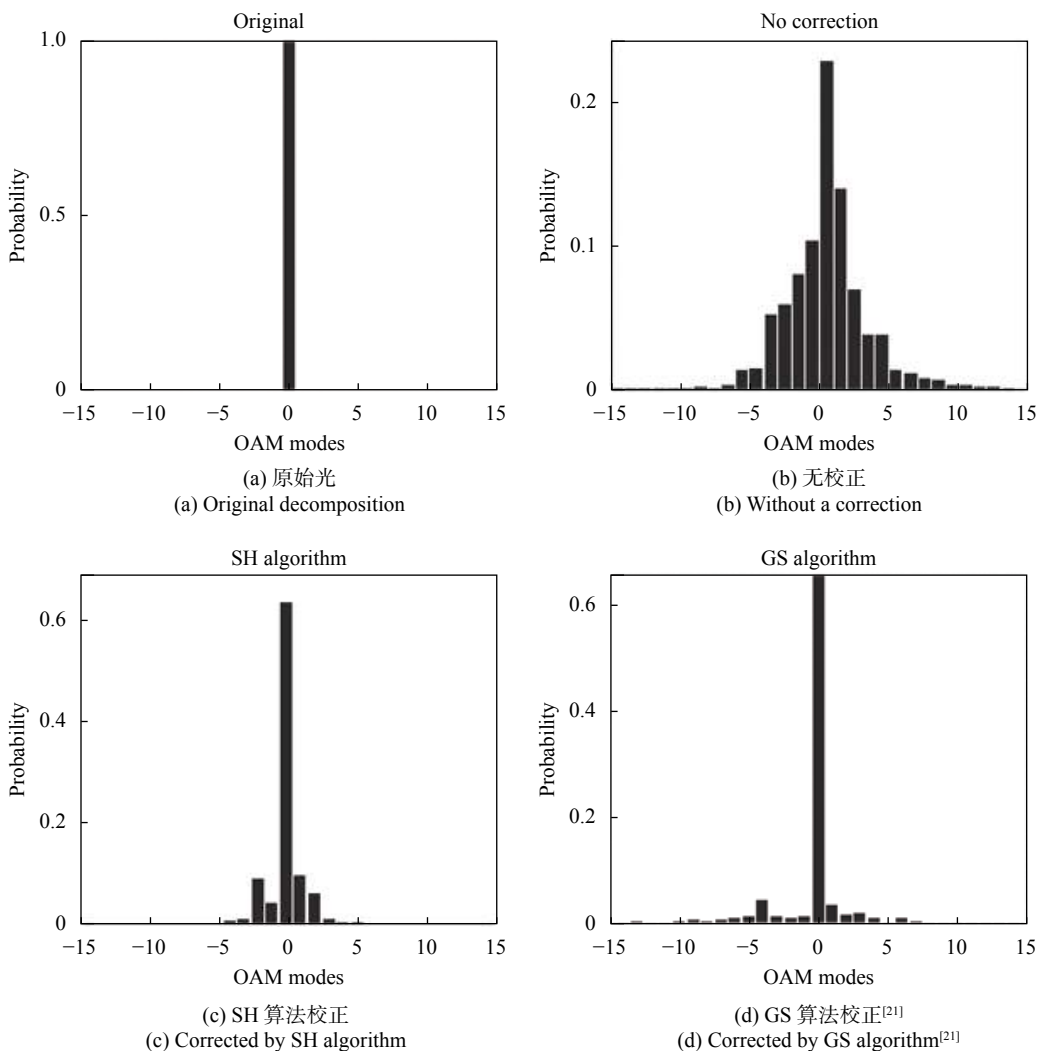 Original
1.0
0.5
0
Probability
−15 −10 −5 0 5 10 15
OAM modes
(a) 原始光
(a) Original decomposition
No correction
0.2
0.1
0
Probability
−15 −10 −5 0 5 10 15
OAM modes
(b) 无校正
(b) Without a correction
SH algorithm
0.6
0.4
0.2
0
Probability
−15 −10 −5 0 5 10 15
OAM modes
(c) SH 算法校正
(c) Corrected by SH algorithm
GS algorithm
0.6
0.4
0.2
0
Probability
−15 −10 −5 0 5 10 15
OAM modes
(d) GS 算法校正[21]
(d) Corrected by GS algorithm[21]